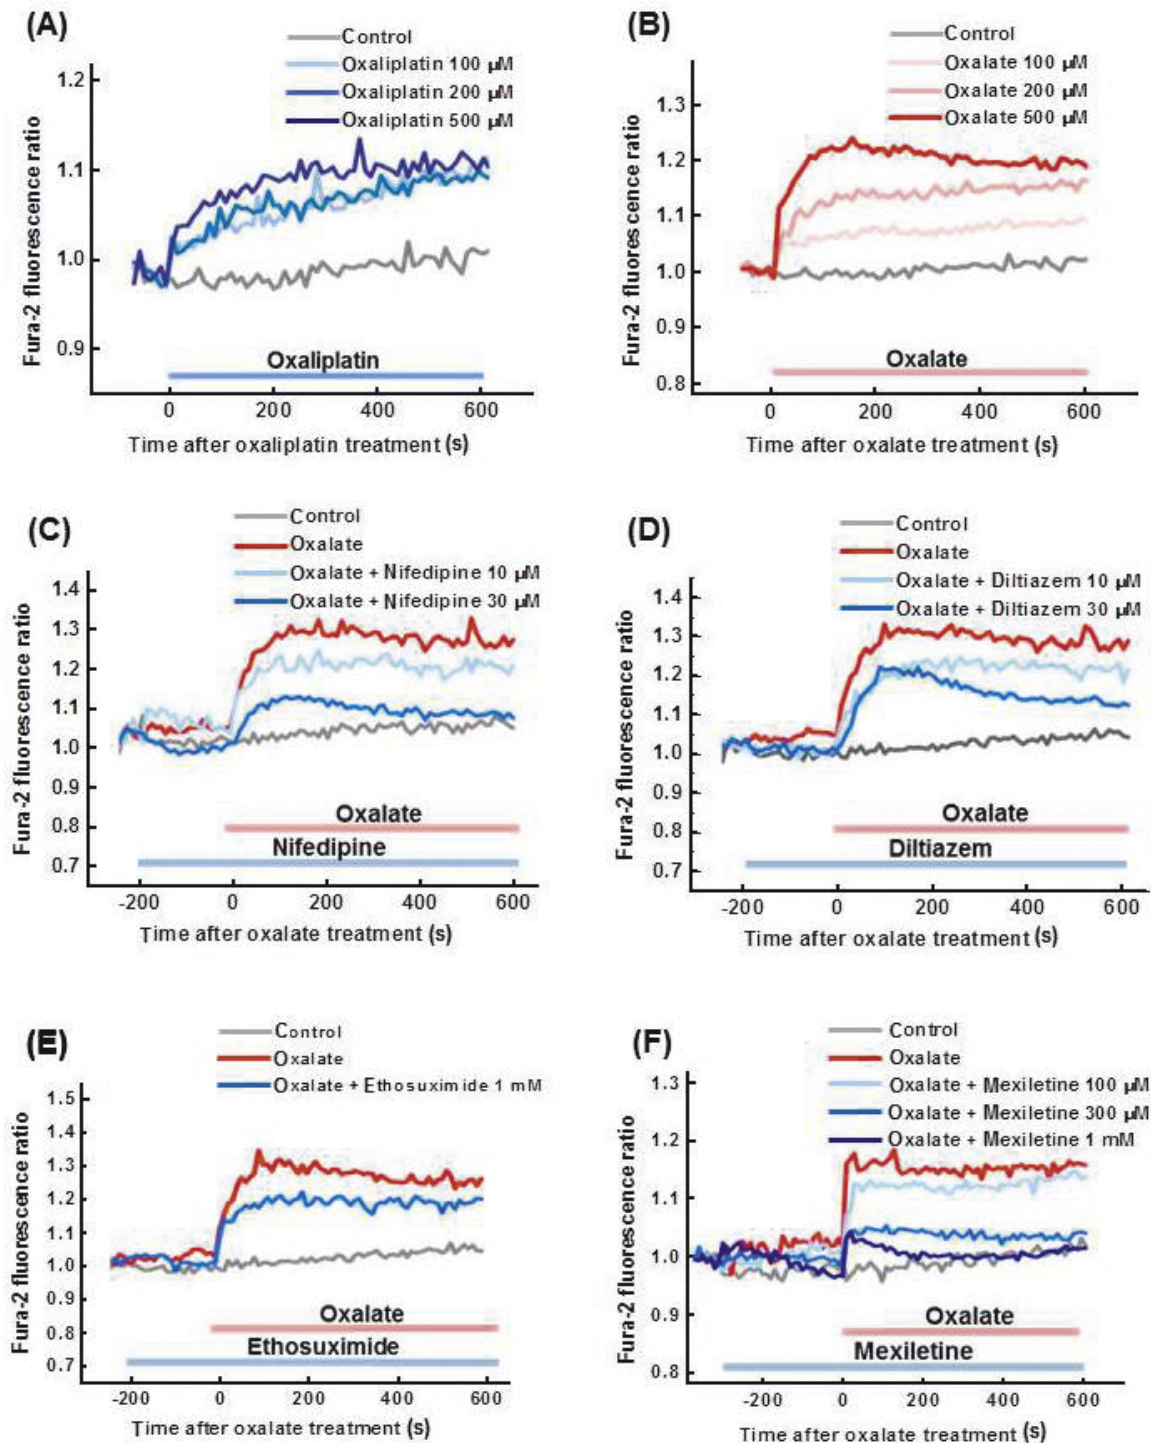 (A)
Control
Oxaliplatin 100 µM
Oxaliplatin 200 µM
Oxaliplatin 500 µM
Fura-2 fluorescence ratio
1.2
1.1
1.0
0.9
Oxaliplatin
0 200 400 600
Time after oxaliplatin treatment (s)
(B)
Control
Oxalate 100 µM
Oxalate 200 µM
Oxalate 500 µM
Fura-2 fluorescence ratio
1.3
1.2
1.1
1.0
0.9
0.8
Oxalate
0 200 400 600
Time after oxalate treatment (s)
(C)
Control
Oxalate
Oxalate + Nifedipine 10 µM
Oxalate + Nifedipine 30 µM
Fura-2 fluorescence ratio
1.4
1.3
1.2
1.1
1.0
0.9
0.8
0.7
Oxalate
Nifedipine
-200 0 200 400 600
Time after oxalate treatment (s)
(D)
Control
Oxalate
Oxalate + Diltiazem 10 µM
Oxalate + Diltiazem 30 µM
Fura-2 fluorescence ratio
1.4
1.3
1.2
1.1
1.0
0.9
0.8
0.7
Oxalate
Diltiazem
-200 0 200 400 600
Time after oxalate treatment (s)
(E)
Control
Oxalate
Oxalate + Ethosuximide 1 mM
Fura-2 fluorescence ratio
1.5
1.4
1.3
1.2
1.1
1.0
0.9
0.8
0.7
Oxalate
Ethosuximide
-200 0 200 400 600
Time after oxalate treatment (s)
(F)
Control
Oxalate
Oxalate + Mexiletine 100 µM
Oxalate + Mexiletine 300 µM
Oxalate + Mexiletine 1 mM
Fura-2 fluorescence ratio
1.3
1.2
1.1
1.0
0.9
0.8
Oxalate
Mexiletine
-200 0 200 400 600
Time after oxalate treatment (s)